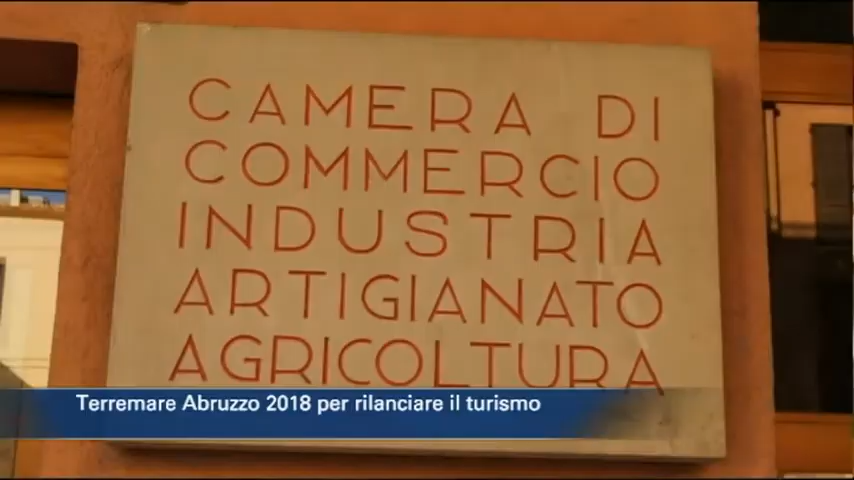 CAMERA DI
COMMERCIO
INDUSTRIA
ARTIGIANATO
AGRICOLTURA
Terremare Abruzzo 2018 per rilanciare il turismo